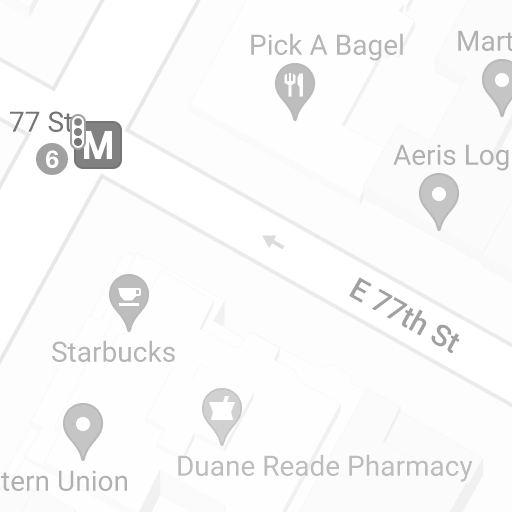 Pick A Bagel
Mart
77 St
M
6
Aeris Log
E 77th St
Starbucks
Duane Reade Pharmacy
tern Union